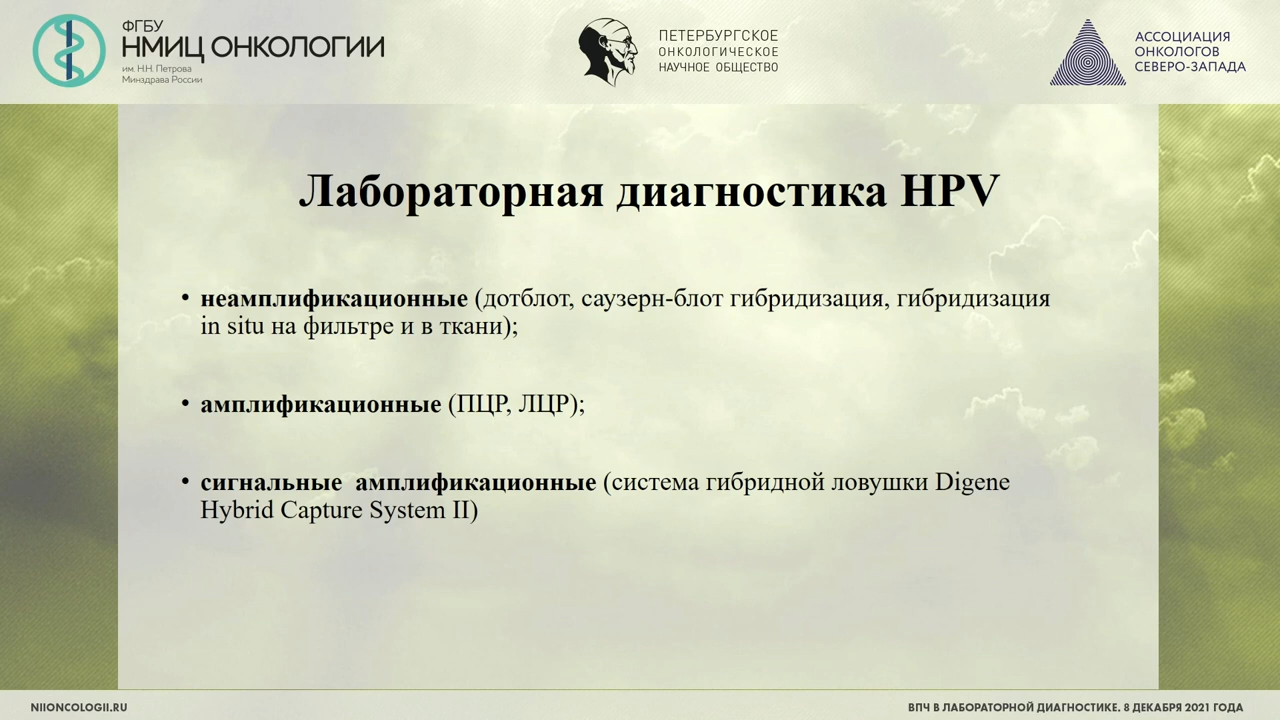 ФГБУ
НМИЦ ОНКОЛОГИИ
им. Н.Н. Петрова
Минздрава России
ПЕТЕРБУРГСКОЕ
ОНКОЛОГИЧЕСКОЕ
НАУЧНОЕ ОБЩЕСТВО
АССОЦИАЦИЯ
ОНКОЛОГОВ
СЕВЕРО-ЗАПАДА
Лабораторная диагностика HPV
• неамплификационные (дотблот, саузерн-блот гибридизация, гибридизация
in situ на фильтре и в ткани);
• амплификационные (ПЦР, ЛЦР);
• сигнальные амплификационные (система гибридной ловушки Digene
Hybrid Capture System II)
NIIONCOLOGII.RU
ВПЧ В ЛАБОРАТОРНОЙ ДИАГНОСТИКЕ. 8 ДЕКАБРЯ 2021 ГОДА